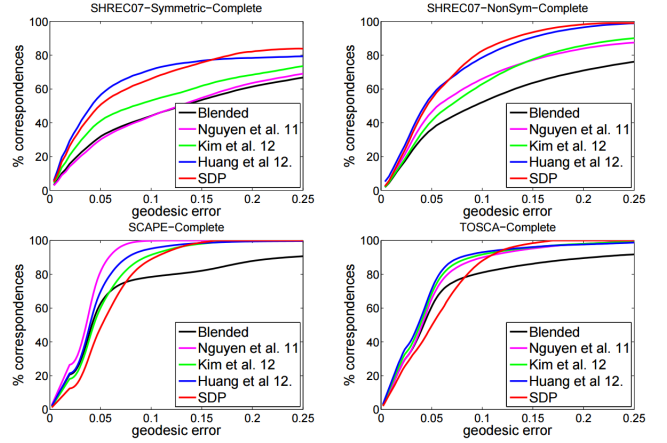 SHREC07-Symmetric-Complete
% correspondences
100
80
60
40
20
0
0
0.05
0.1
0.15
0.2
0.25
geodesic error
Blended
Nguyen et al. 11
Kim et al. 12
Huang et al 12.
SDP
SHREC07-NonSym-Complete
% correspondences
100
80
60
40
20
0
0
0.05
0.1
0.15
0.2
0.25
geodesic error
Blended
Nguyen et al. 11
Kim et al. 12
Huang et al 12.
SDP
SCAPE-Complete
% correspondences
100
80
60
40
20
0
0
0.05
0.1
0.15
0.2
0.25
geodesic error
Blended
Nguyen et al. 11
Kim et al. 12
Huang et al 12.
SDP
TOSCA-Complete
% correspondences
100
80
60
40
20
0
0
0.05
0.1
0.15
0.2
0.25
geodesic error
Blended
Nguyen et al. 11
Kim et al. 12
Huang et al 12.
SDP